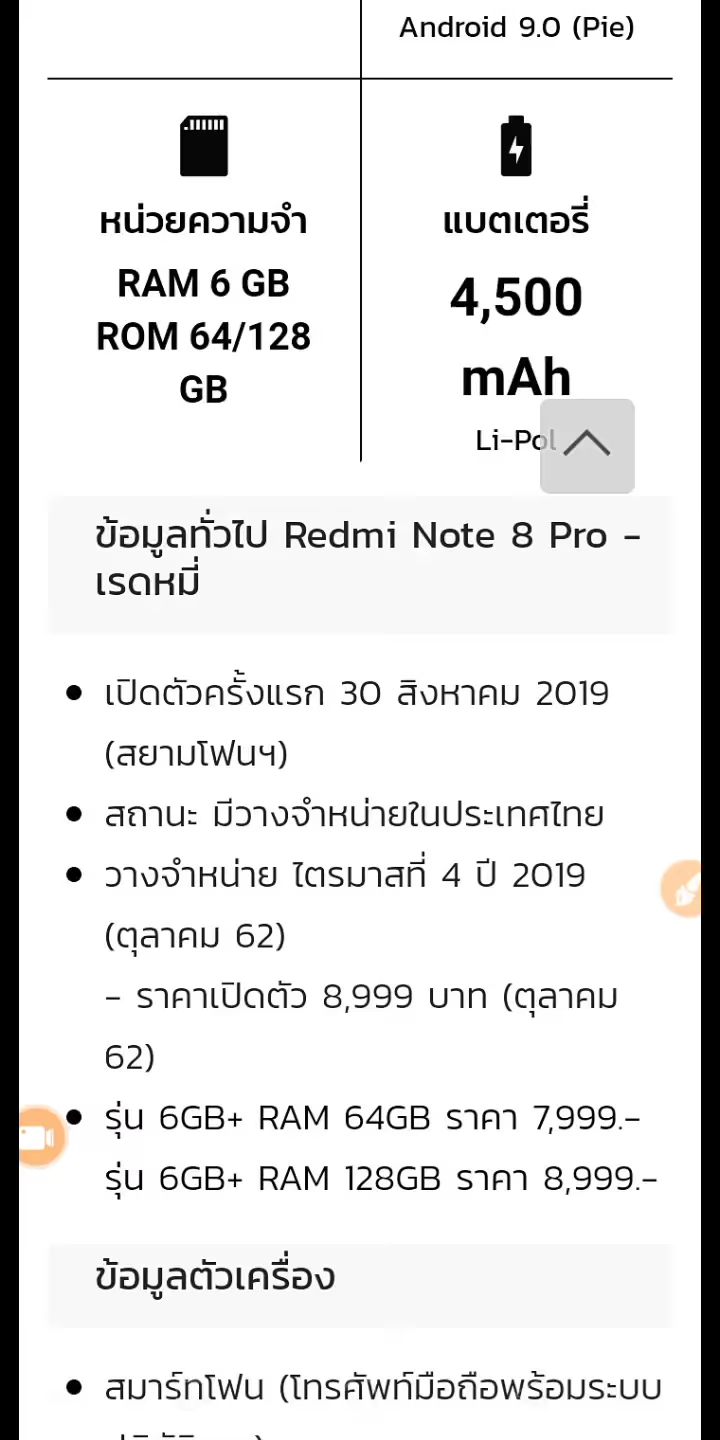 Android 9.0 (Pie)
หน่วยความจำ
RAM 6 GB
ROM 64/128
GB
แบตเตอรี่
4,500
mAh
Li-Pol
ข้อมูลทั่วไป Redmi Note 8 Pro -
เรดหมี่
เปิดตัวครั้งแรก 30 สิงหาคม 2019
(สยามโฟนฯ)
สถานะ มีวางจำหน่ายในประเทศไทย
วางจำหน่าย ไตรมาสที่ 4 ปี 2019
(ตุลาคม 62)
- ราคาเปิดตัว 8,999 บาท (ตุลาคม
62)
รุ่น 6GB+ RAM 64GB ราคา 7,999.-
รุ่น 6GB+ RAM 128GB ราคา 8,999.-
ข้อมูลตัวเครื่อง
สมาร์ทโฟน (โทรศัพท์มือถือพร้อมระบบ